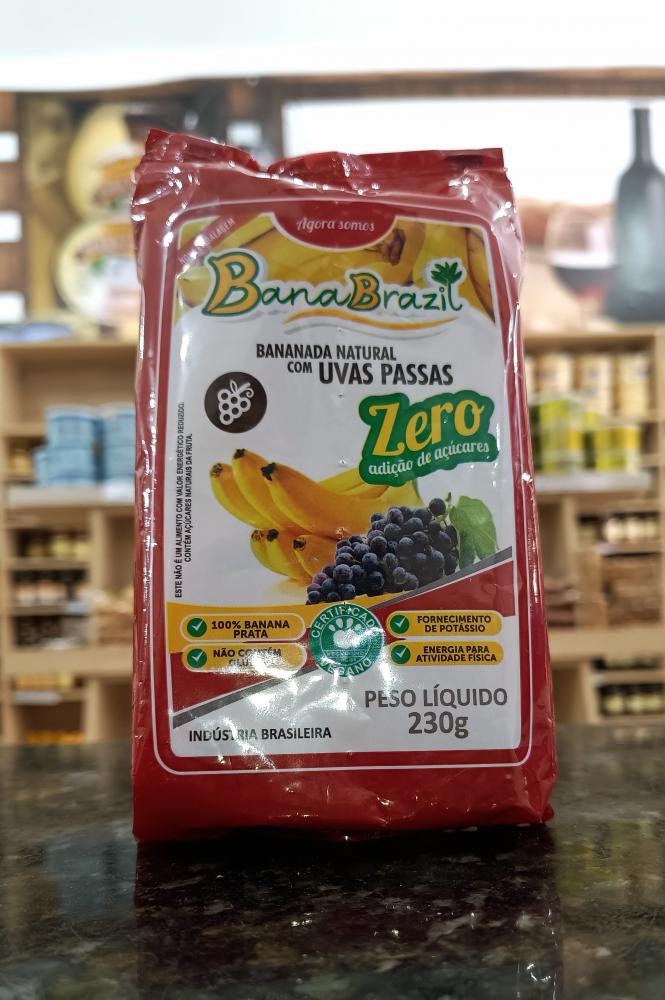 Agora somos
BanaBrazil
BANANADA NATURAL
COM UVAS PASSAS
Zero
adição de açúcares
ESTE NÃO É UM ALIMENTO COM VALOR ENERGÉTICO REDUZIDO.
CONTÉM AÇÚCARES NATURAIS DA FRUTA.
100% BANANA
PRATA
FORNECIMENTO
DE POTÁSSIO
NÃO CONTÉM
ENERGIA PARA
ATIVIDADE FÍSICA
CERTIFICADO
VEGANO
PESO LÍQUIDO
230g
INDÚSTRIA BRASILEIRA